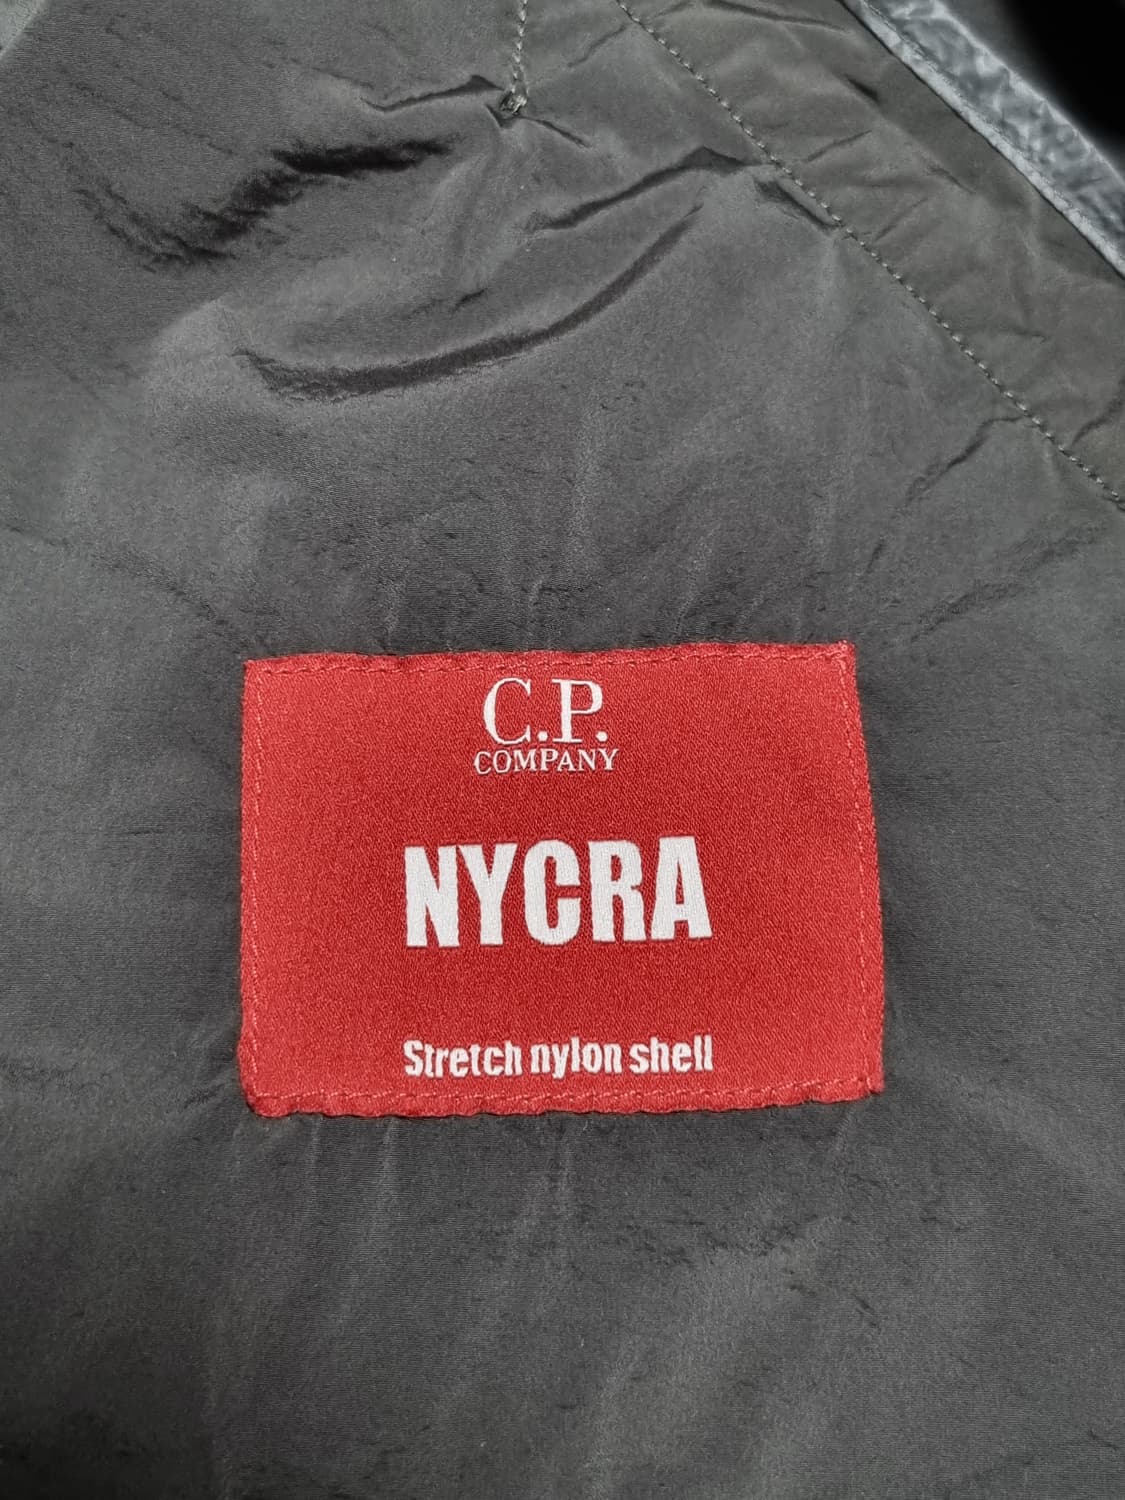 C.P.
COMPANY
NYCRA
Stretch nylon shell